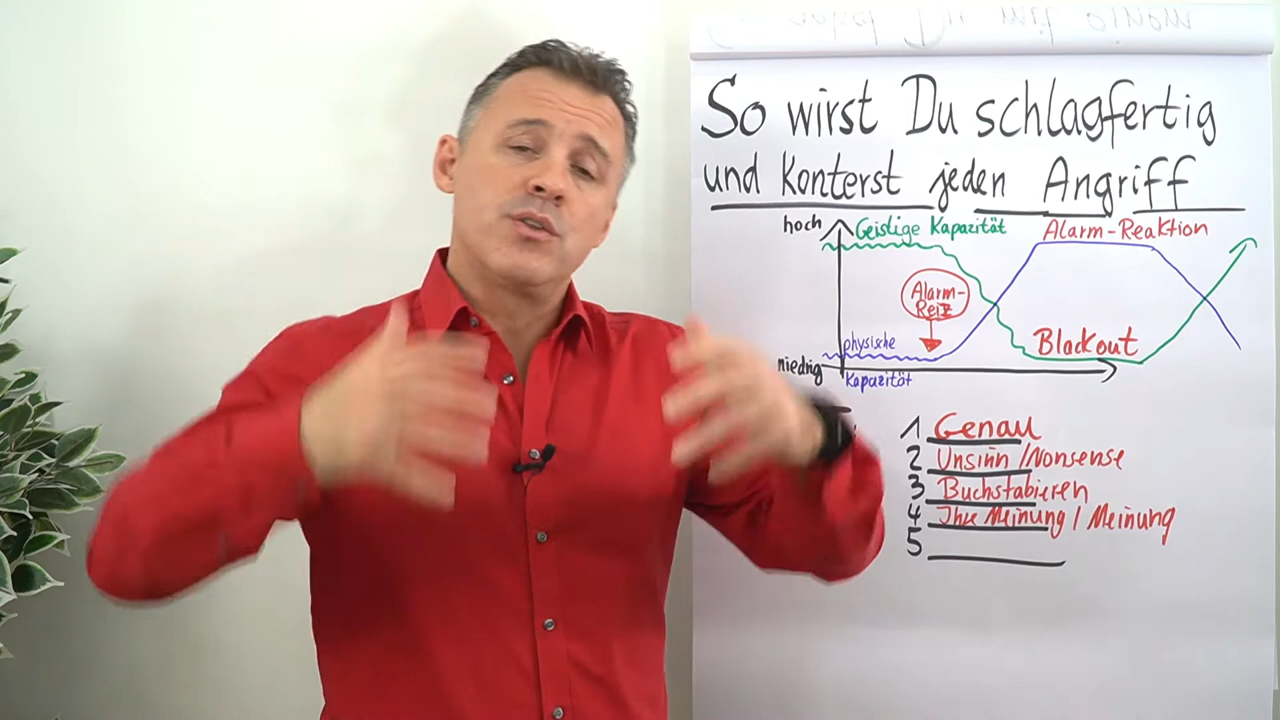 So wirst Du schlagfertig
und konterst jeden Angriff
hoch
Geistige Kapazität
Alarm-Reaktion
Alarm-
Reiz
physische
Blackout
niedrig
Kapazität
1 Genau
2 Unsinn / Nonsense
3 Buchstabieren
4 Ihre Meinung / Meinung
5